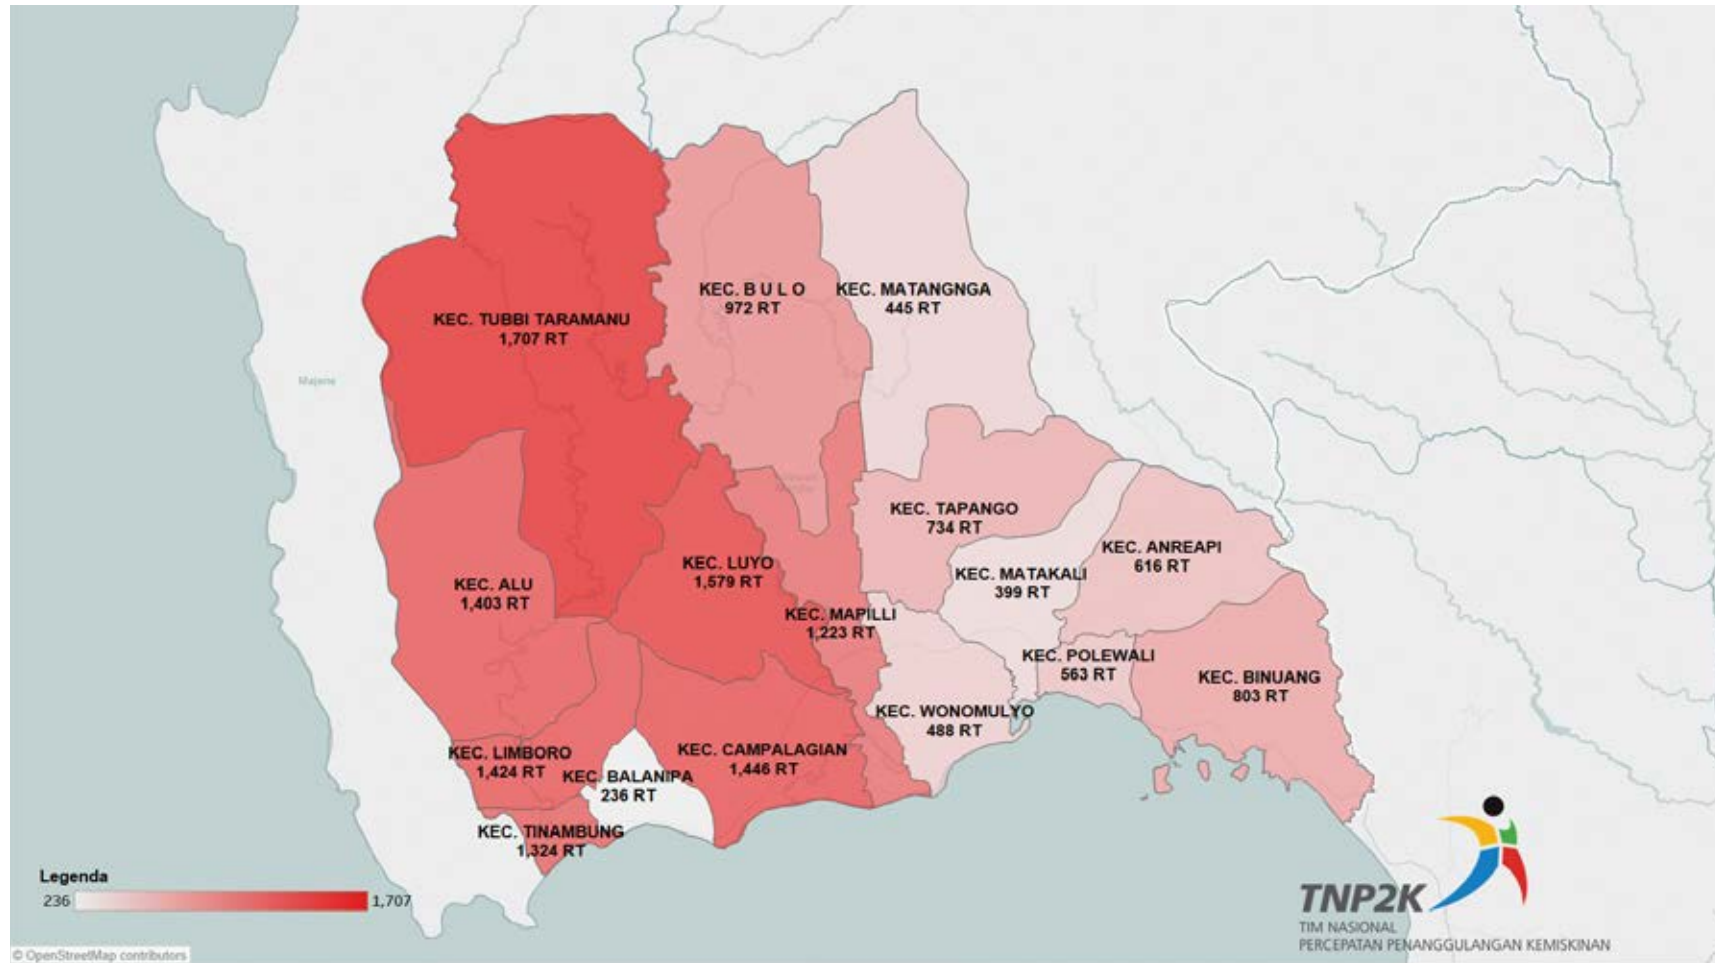 KEC. B U L O
972 RT
KEC. MATANGNGA
445 RT
KEC. TUBBI TARAMANU
1,707 RT
Majene
KEC. TAPANGO
734 RT
KEC. ANREAPI
616 RT
KEC. LUYO
1,579 RT
KEC. MATAKALI
399 RT
KEC. ALU
1,403 RT
KEC. MAPILLI
1,223 RT
KEC. POLEWALI
563 RT
KEC. BINUANG
803 RT
KEC. WONOMULYO
488 RT
KEC. LIMBORO
1,424 RT
KEC. CAMPALAGIAN
1,446 RT
KEC. BALANIPA
236 RT
KEC. TINAMBUNG
1,324 RT
Legenda
236
1,707
TNP2K
TIM NASIONAL
PERCEPATAN PENANGGULANGAN KEMISKINAN
© OpenStreetMap contributors